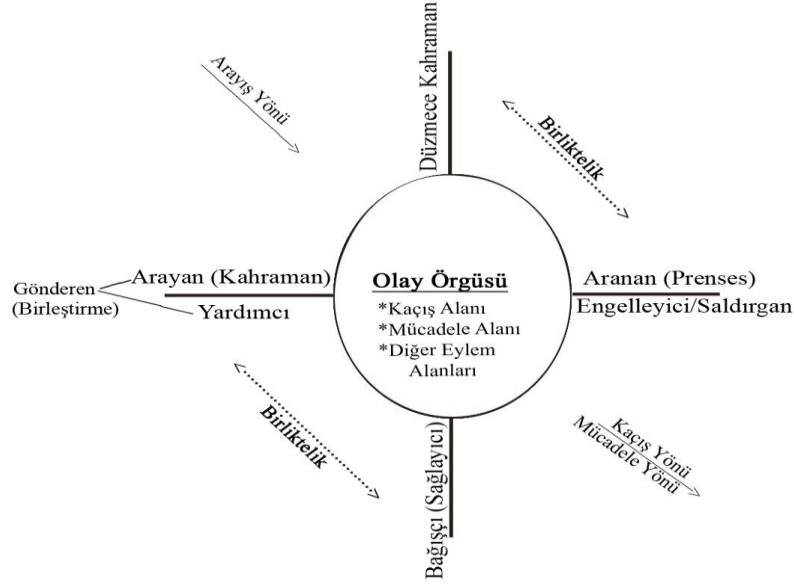 Arayış Yönü
Düzmece Kahraman
Birliktelik
Gönderen
(Birleştirme)
Arayan (Kahraman)
Yardımcı
Olay Örgüsü
*Kaçış Alanı
*Mücadele Alanı
*Diğer Eylem
Alanları
Aranan (Prenses)
Engelleyici/Saldırgan
Birliktelik
Bağışçı (Sağlayıcı)
Kaçış Yönü
Mücadele Yönü